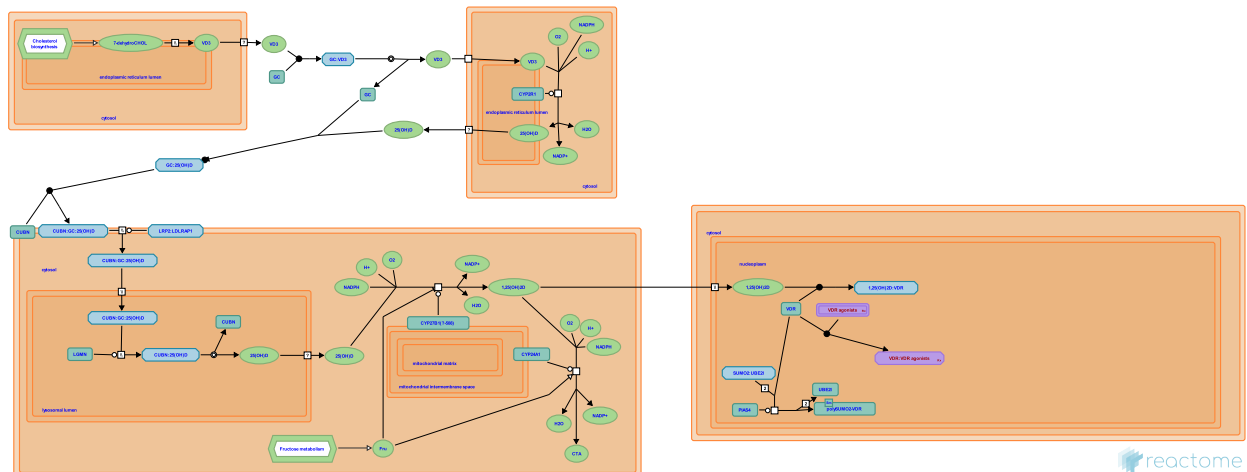 Cholesterol
biosynthesis
7-dehydroCHOL
VD3
endoplasmic reticulum lumen
cytosol
VD3
GC
GC:VD3
GC
VD3
25(OH)D
O2
NADPH
H+
VD3
CYP2R1
endoplasmic reticulum lumen
25(OH)D
H2O
NADP+
cytosol
GC:25(OH)D
CUBN
CUBN:GC:25(OH)D
LRP2:LDLRAP1
CUBN:GC:25(OH)D
cytosol
CUBN:GC:25(OH)D
CUBN
LGMN
CUBN:25(OH)D
25(OH)D
lysosomal lumen
25(OH)D
H+
O2
NADPH
NADP+
H2O
1,25(OH)2D
CYP27B1(?-508)
mitochondrial matrix
mitochondrial intermembrane space
CYP24A1
O2
H+
NADPH
H2O
NADP+
CTA
Fructose metabolism
Fru
cytosol
nucleoplasm
1,25(OH)2D
1,25(OH)2D:VDR
VDR
VDR agonists
VDR:VDR agonists
SUMO2:UBE2I
2
PIAS4
2
UBE2I
polySUMO2-VDR
reactome